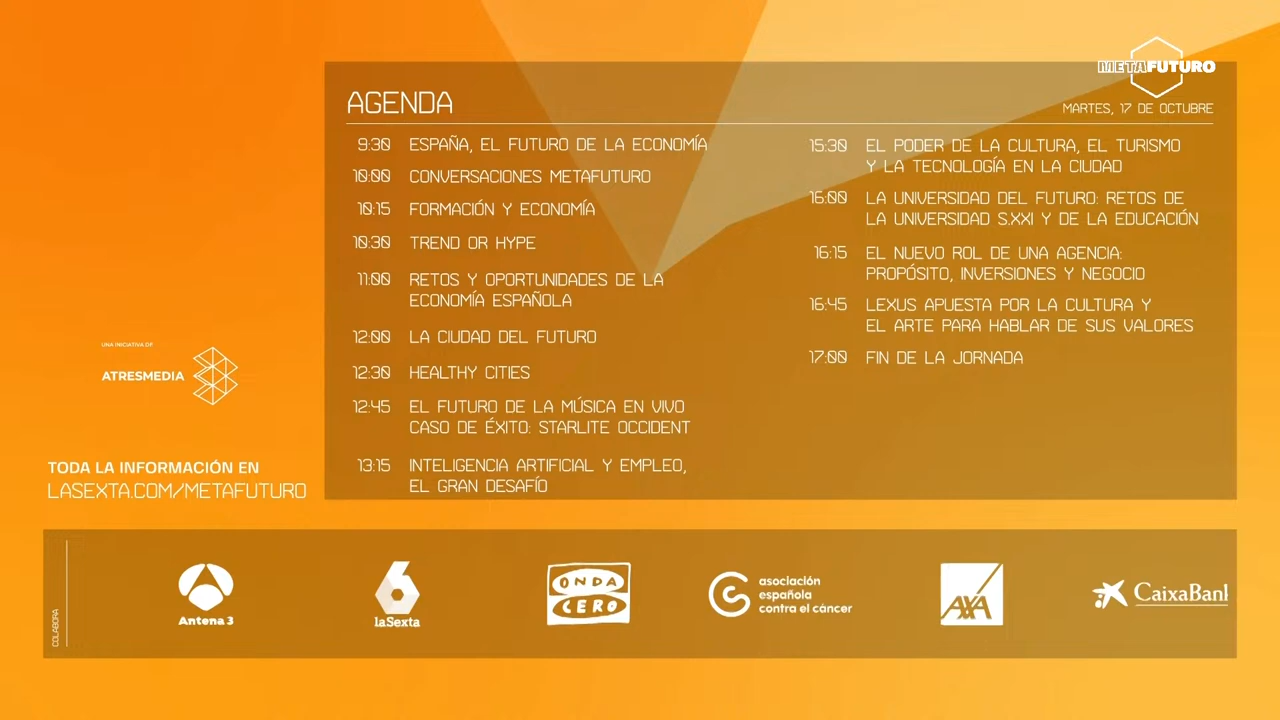 METAFUTURO
AGENDA
MARTES, 17 DE OCTUBRE
9:30 ESPAÑA, EL FUTURO DE LA ECONOMÍA
10:00 CONVERSACIONES METAFUTURO
10:15 FORMACIÓN Y ECONOMÍA
10:30 TREND OR HYPE
11:00 RETOS Y OPORTUNIDADES DE LA
ECONOMÍA ESPAÑOLA
12:00 LA CIUDAD DEL FUTURO
12:30 HEALTHY CITIES
12:45 EL FUTURO DE LA MÚSICA EN VIVO
CASO DE ÉXITO: STARLITE OCCIDENT
13:15 INTELIGENCIA ARTIFICIAL Y EMPLEO,
EL GRAN DESAFÍO
15:30 EL PODER DE LA CULTURA, EL TURISMO
Y LA TECNOLOGÍA EN LA CIUDAD
16:00 LA UNIVERSIDAD DEL FUTURO: RETOS DE
LA UNIVERSIDAD S.XXI Y DE LA EDUCACIÓN
16:15 EL NUEVO ROL DE UNA AGENCIA:
PROPÓSITO, INVERSIONES Y NEGOCIO
16:45 LEXUS APUESTA POR LA CULTURA Y
EL ARTE PARA HABLAR DE SUS VALORES
17:00 FIN DE LA JORNADA
UNA INICIATIVA DE
ATRESMEDIA
TODA LA INFORMACIÓN EN
LASEXTA.COM/METAFUTURO
COLABORA
Antena 3
laSexta
ONDA
CERO
asociación
española
contra el cáncer
AXA
CaixaBank